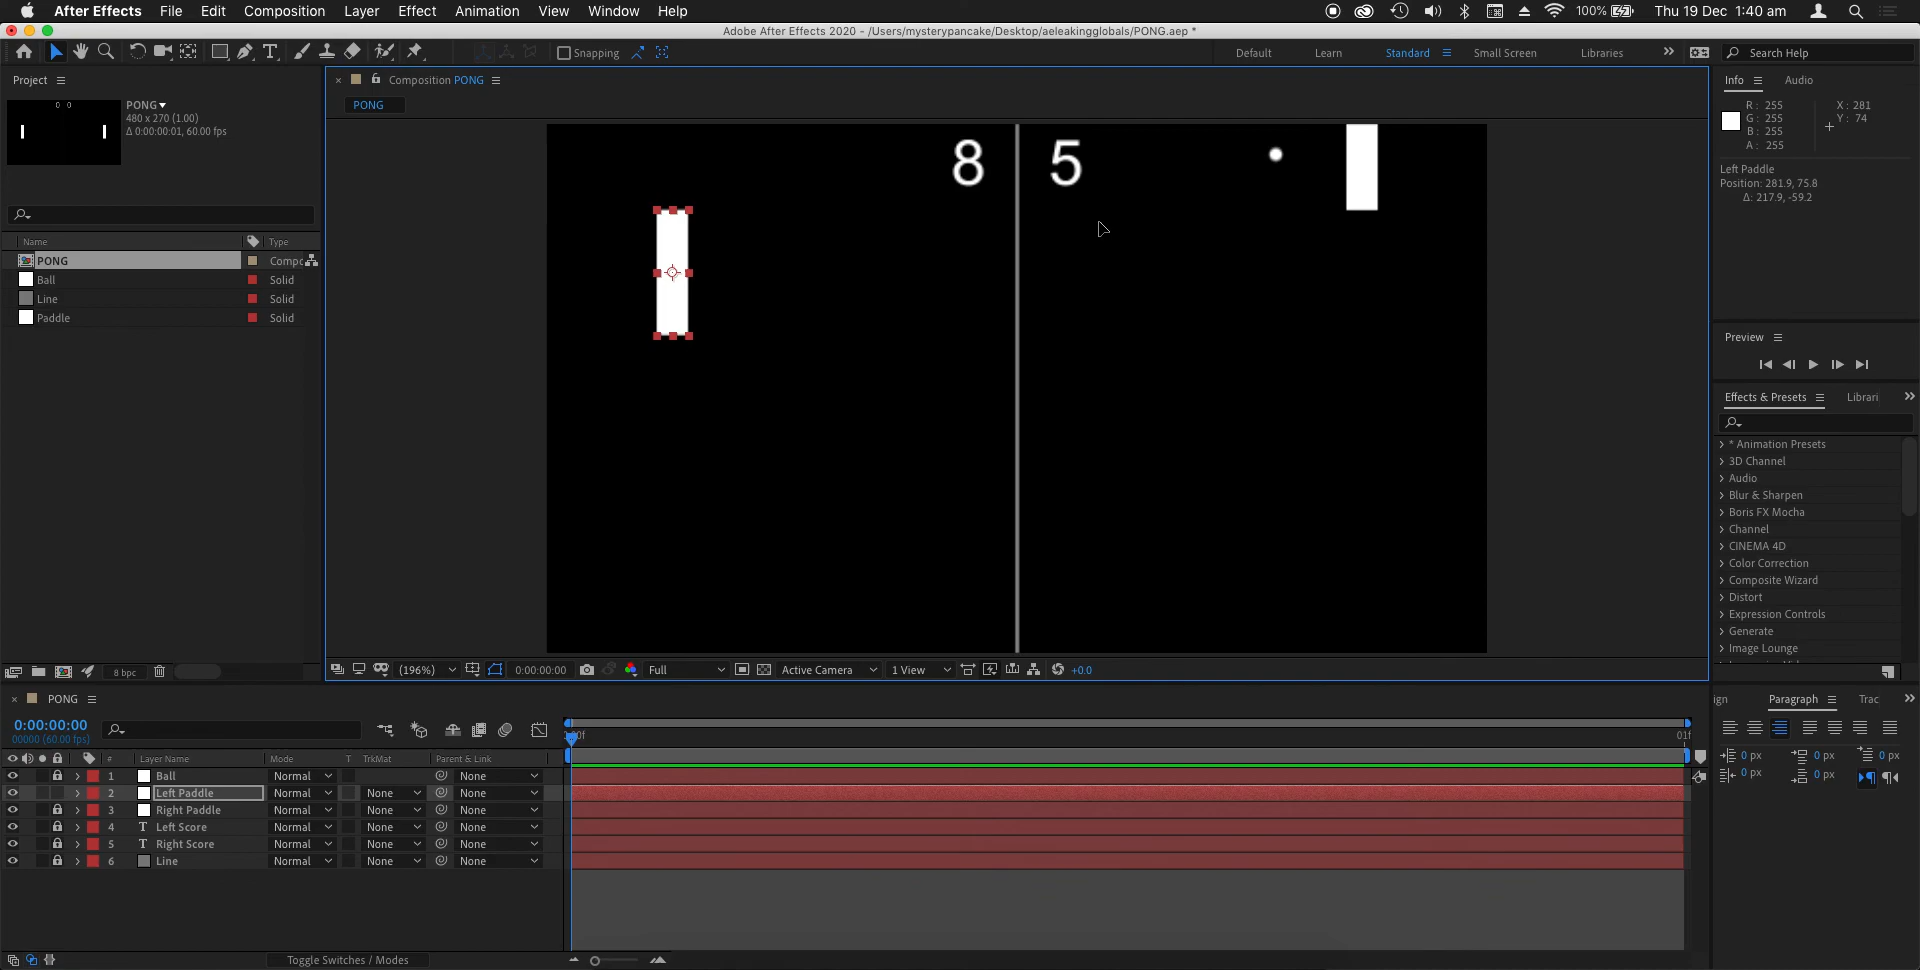 After Effects File Edit Composition Layer Effect Animation View Window Help 100% Thu 19 Dec 1:40 am
Adobe After Effects 2020 – /Users/mysterypancake/Desktop/aeleakingglobals/PONG.aep *
Snapping Default Learn Standard Small Screen Libraries Search Help
Project
PONG
480 x 270 (1.00)
Δ 0:00:00:01, 60.00 fps
0 0
Name Type
PONG Compo
Ball Solid
Line Solid
Paddle Solid
8 bpc
Composition PONG
PONG
8 5
(196%) 0:00:00:00 Full Active Camera 1 View +0.0
Info Audio
R : 255 X : 281
G : 255 Y : 74
B : 255
A : 255
Left Paddle
Position: 281.9, 75.8
Δ: 217.9, -59.2
Preview
Effects & Presets Librari
* Animation Presets
3D Channel
Audio
Blur & Sharpen
Boris FX Mocha
Channel
CINEMA 4D
Color Correction
Composite Wizard
Distort
Expression Controls
Generate
Image Lounge
PONG
0:00:00:00
00000 (60.00 fps)
01f
# Layer Name Mode T TrkMat Parent & Link
1 Ball Normal None
2 Left Paddle Normal None None
3 Right Paddle Normal None None
4 T Left Score Normal None None
5 T Right Score Normal None None
6 Line Normal None None
Toggle Switches / Modes
ign Paragraph Trac
0 px 0 px 0 px
0 px 0 px